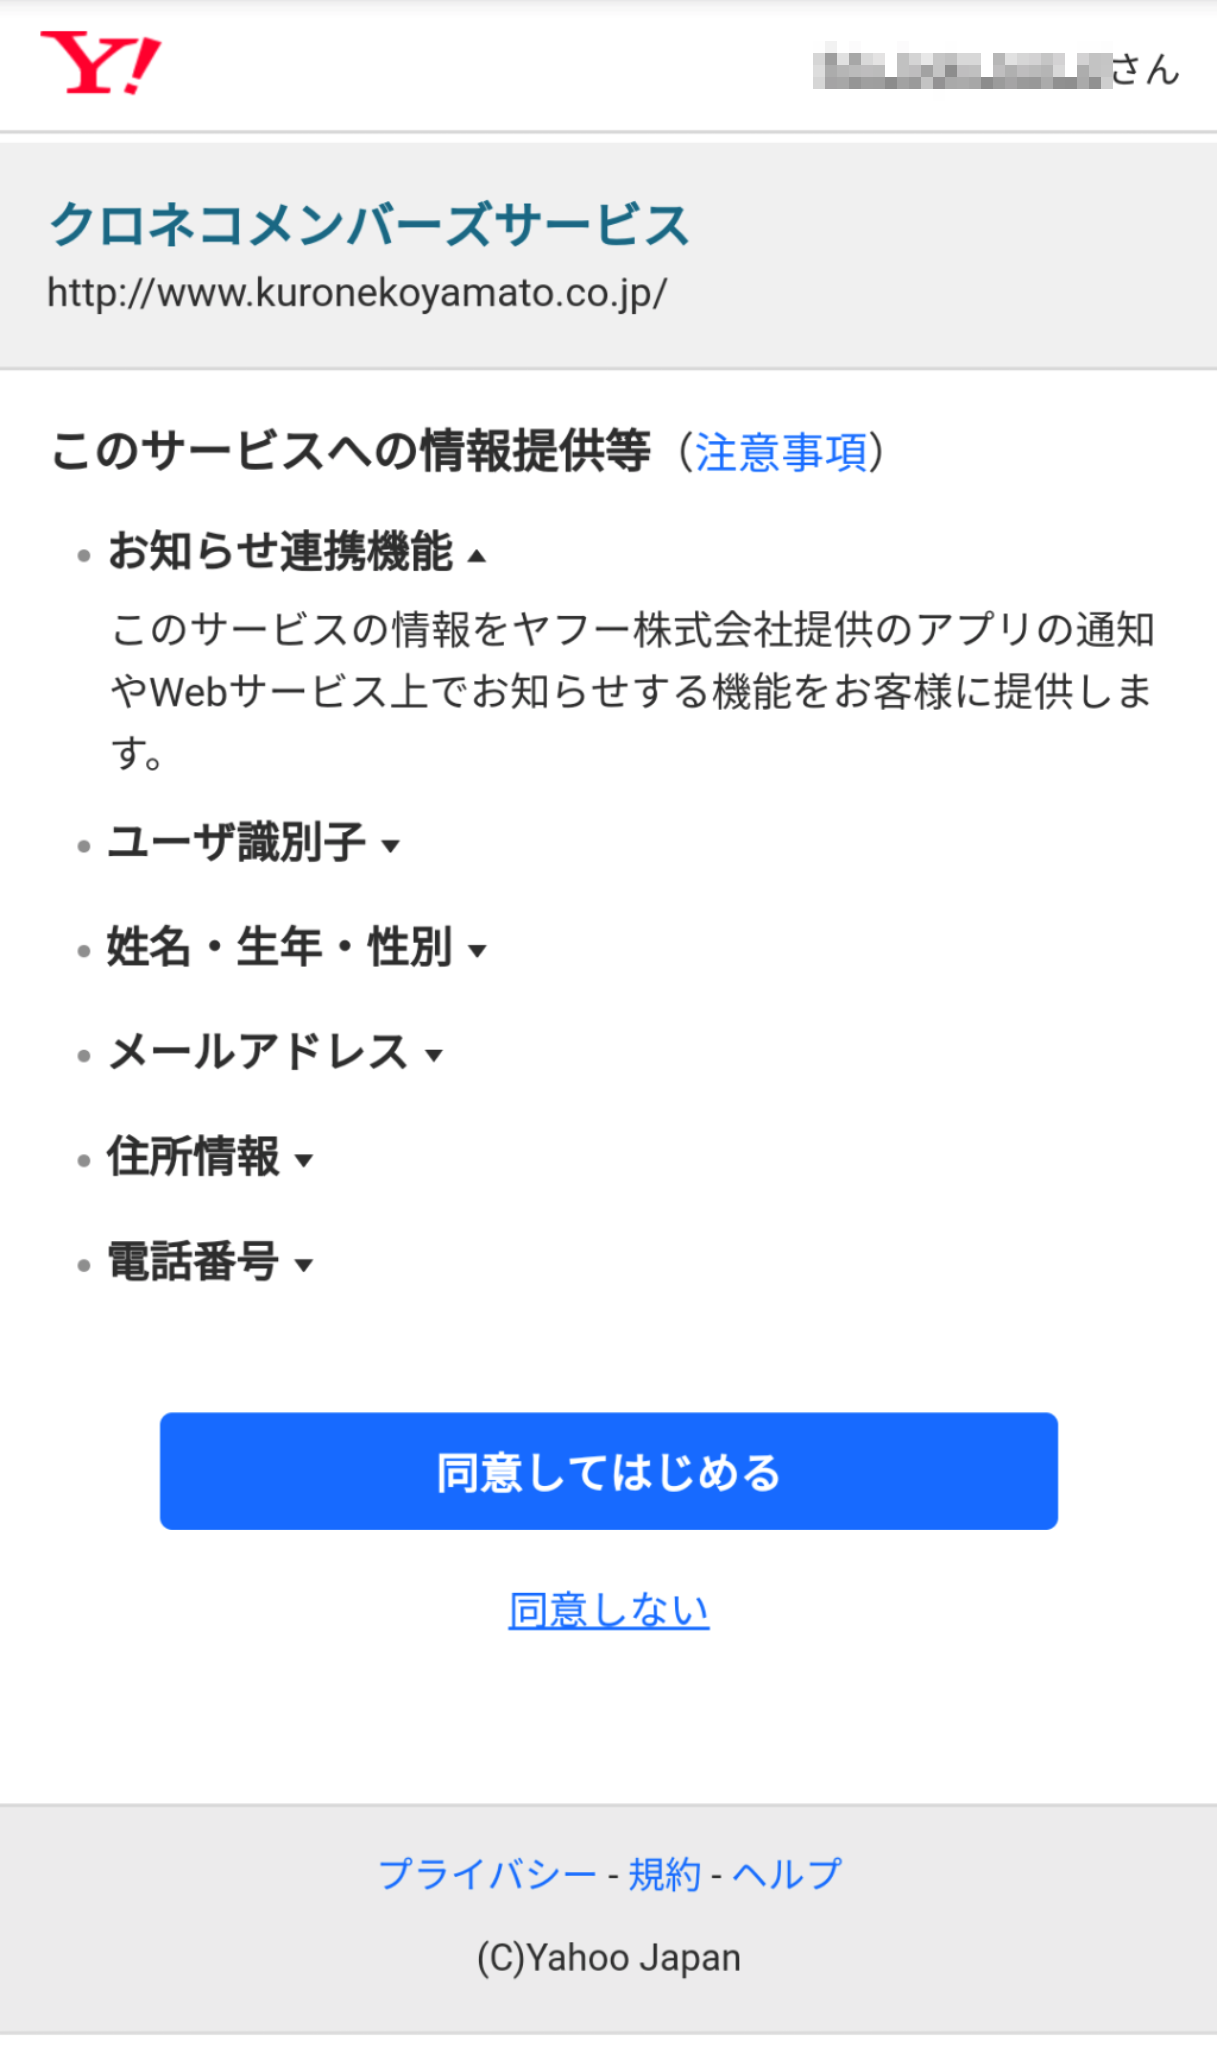 Y!
さん
クロネコメンバーズサービス
http://www.kuronekoyamato.co.jp/
このサービスへの情報提供等（注意事項）
お知らせ連携機能 ▲
このサービスの情報をヤフー株式会社提供のアプリの通知
やWebサービス上でお知らせする機能をお客様に提供しま
す。
ユーザ識別子 ▼
姓名・生年・性別 ▼
メールアドレス ▼
住所情報 ▼
電話番号 ▼
同意してはじめる
同意しない
プライバシー - 規約 - ヘルプ
(C)Yahoo Japan